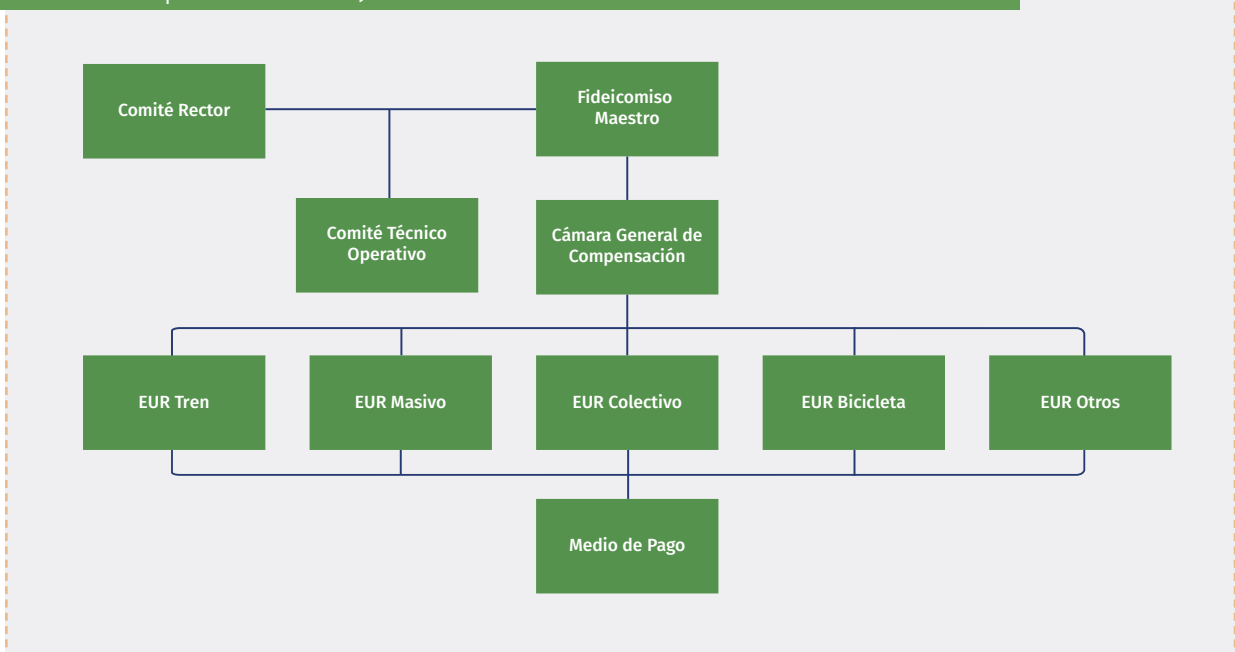 Comité Rector
Fideicomiso
Maestro
Comité Técnico
Operativo
Cámara General de
Compensación
EUR Tren
EUR Masivo
EUR Colectivo
EUR Bicicleta
EUR Otros
Medio de Pago